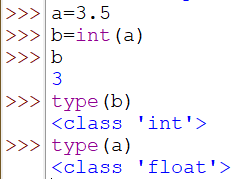 >>> a=3.5
>>> b=int(a)
>>> b
3
>>> type(b)
<class 'int'>
>>> type(a)
<class 'float'>